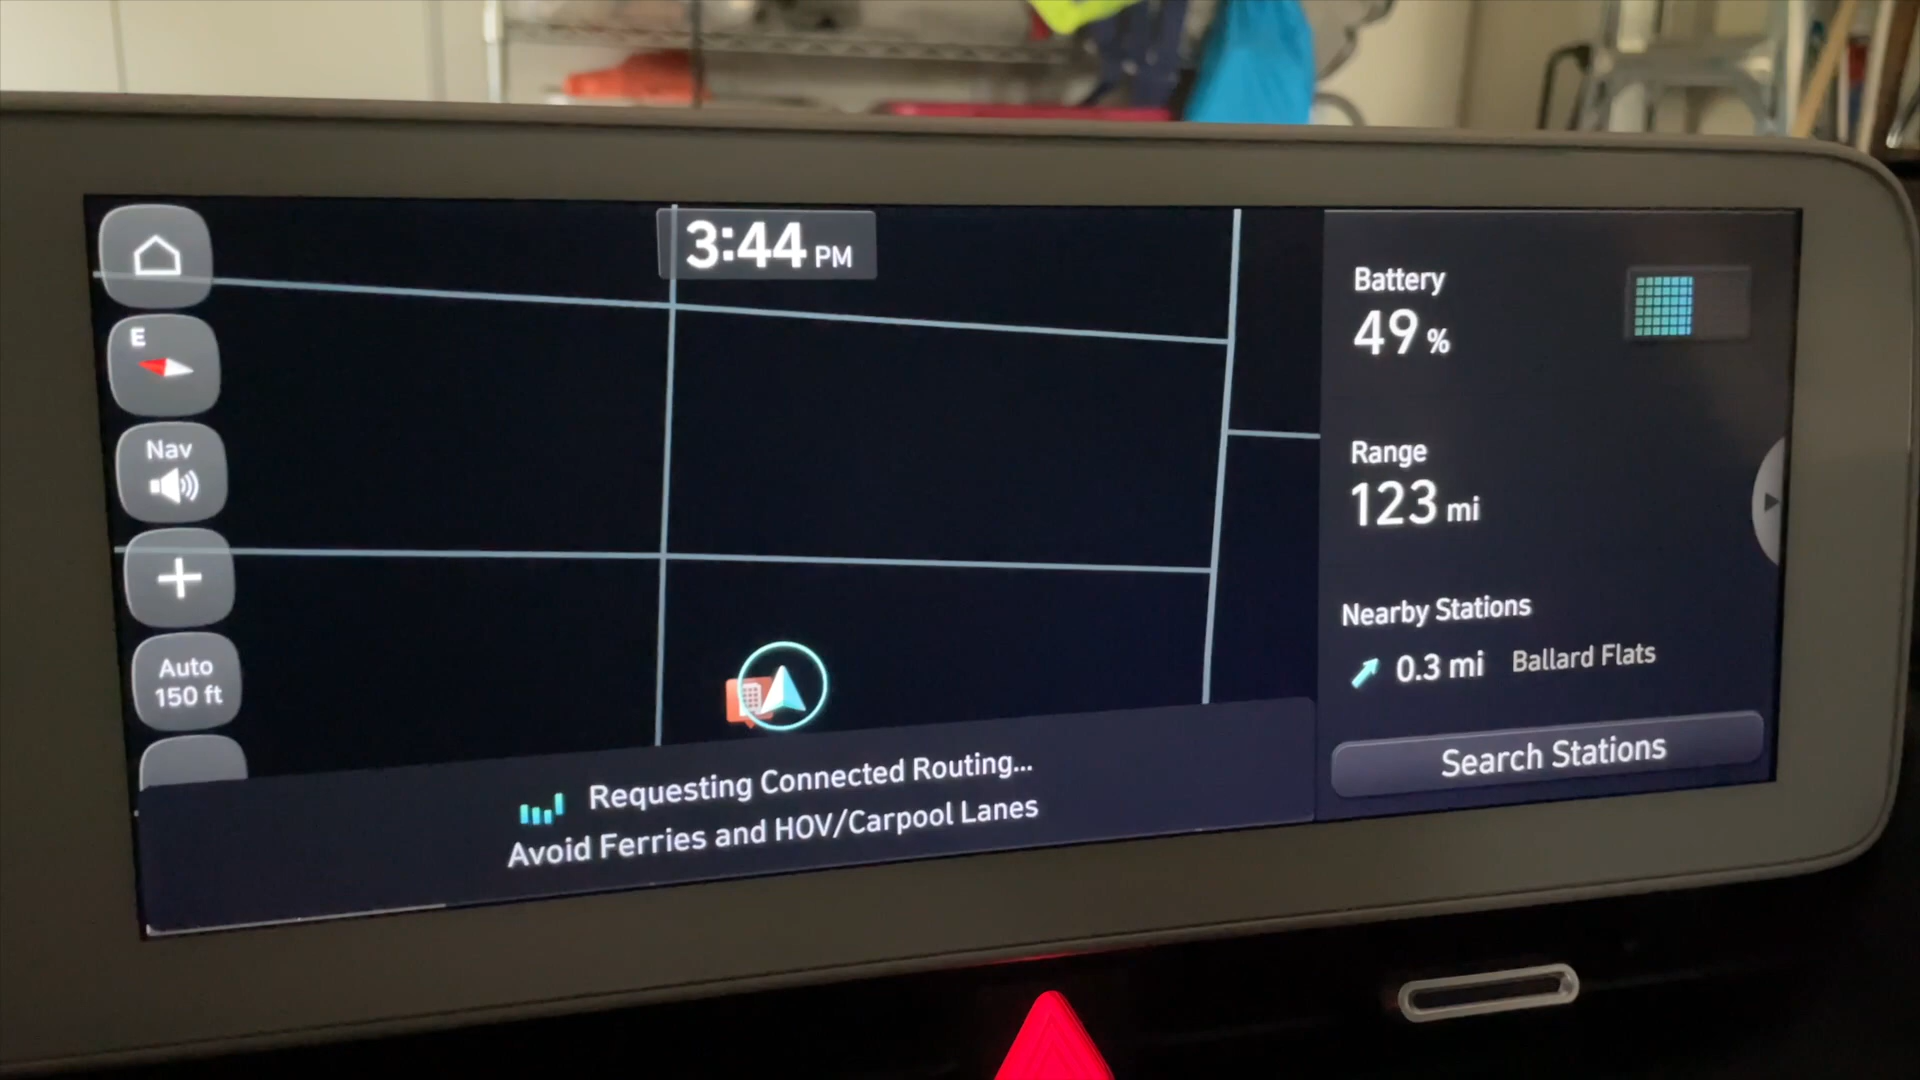 3:44 PM
E
Nav
Auto
150 ft
Battery
49 %
Range
123 mi
Nearby Stations
0.3 mi Ballard Flats
Search Stations
Requesting Connected Routing...
Avoid Ferries and HOV/Carpool Lanes